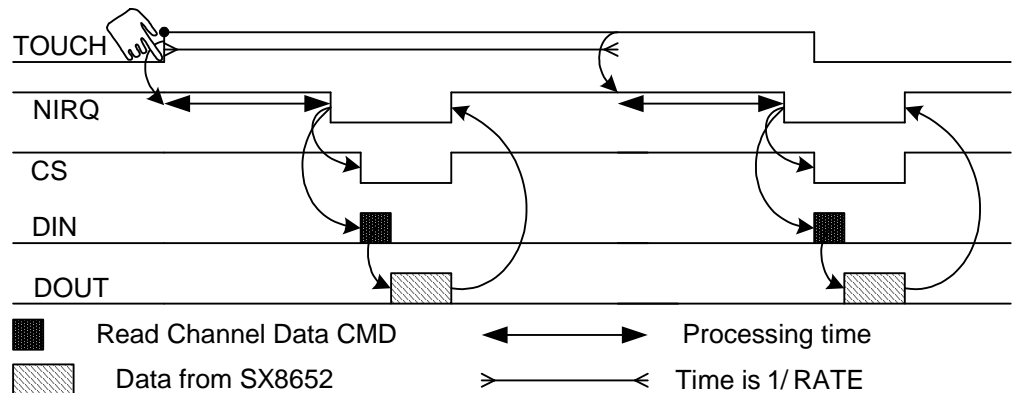 TOUCH
NIRQ
CS
DIN
DOUT
Read Channel Data CMD
Processing time
Data from SX8652
Time is 1/ RATE